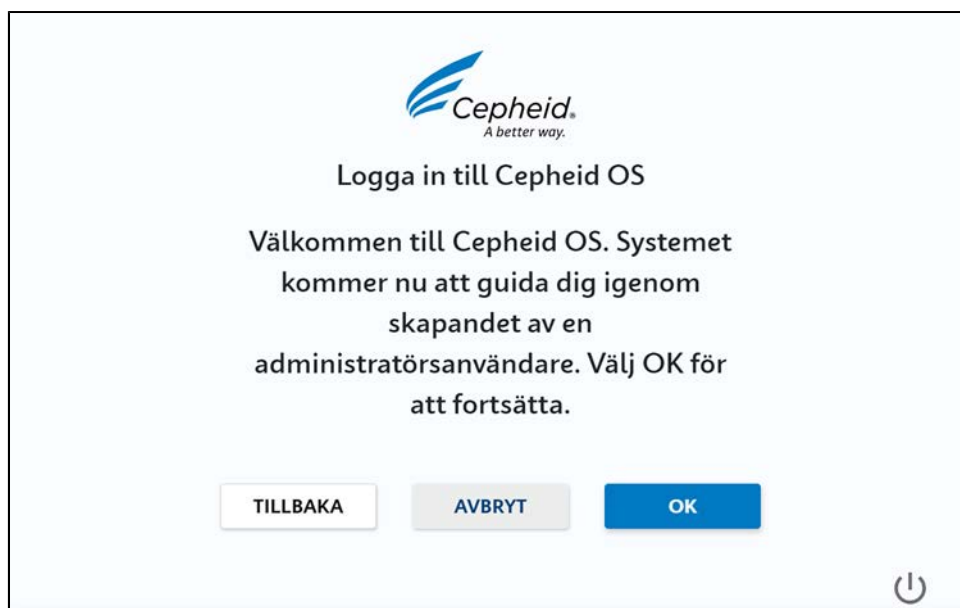 Cepheid.
A better way.
Logga in till Cepheid OS
Välkommen till Cepheid OS. Systemet
kommer nu att guida dig igenom
skapandet av en
administratörsanvändare. Välj OK för
att fortsätta.
TILLBAKA
AVBRYT
OK